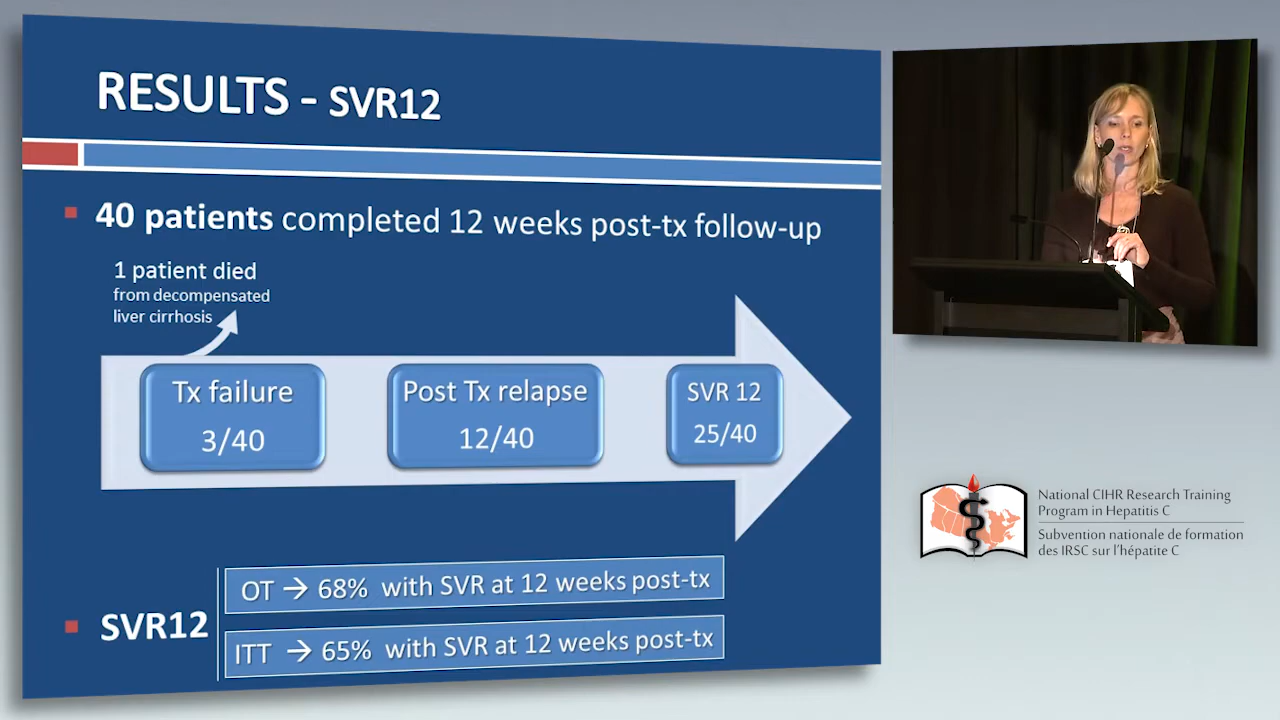 RESULTS - SVR12
40 patients completed 12 weeks post-tx follow-up
1 patient died
from decompensated
liver cirrhosis
Tx failure
3/40
Post Tx relapse
12/40
SVR 12
25/40
SVR12
OT → 68% with SVR at 12 weeks post-tx
ITT → 65% with SVR at 12 weeks post-tx
National CIHR Research Training
Program in Hepatitis C
Subvention nationale de formation
des IRSC sur l'hépatite C